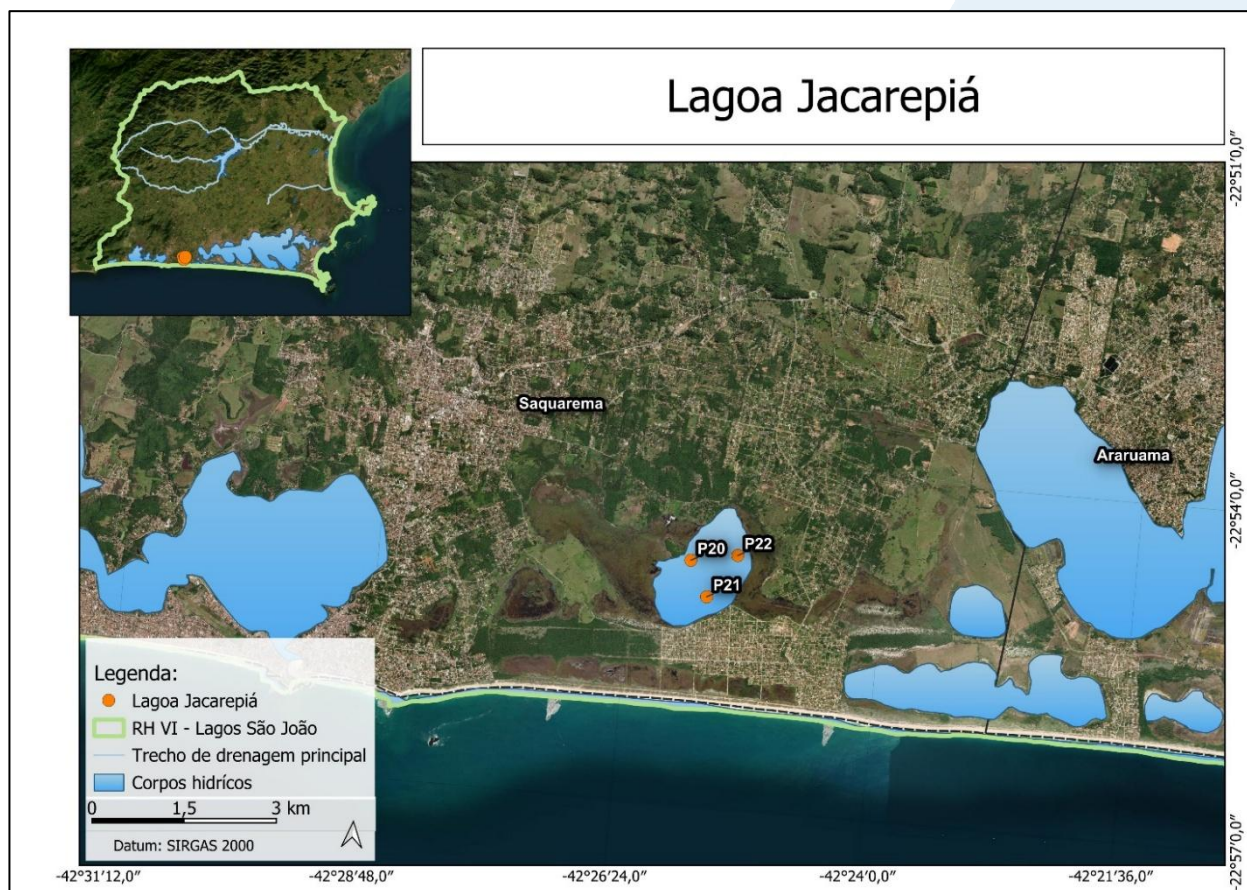 Lagoa Jacarepiá
-22°51'0,0"
Saquarema
Araruama
-22°54'0,0"
P20
P22
P21
Legenda:
Lagoa Jacarepiá
RH VI - Lagos São João
Trecho de drenagem principal
Corpos hidrícos
0 1,5 3 km
Datum: SIRGAS 2000
-22°57'0,0"
-42°31'12,0" -42°28'48,0" -42°26'24,0" -42°24'0,0" -42°21'36,0"